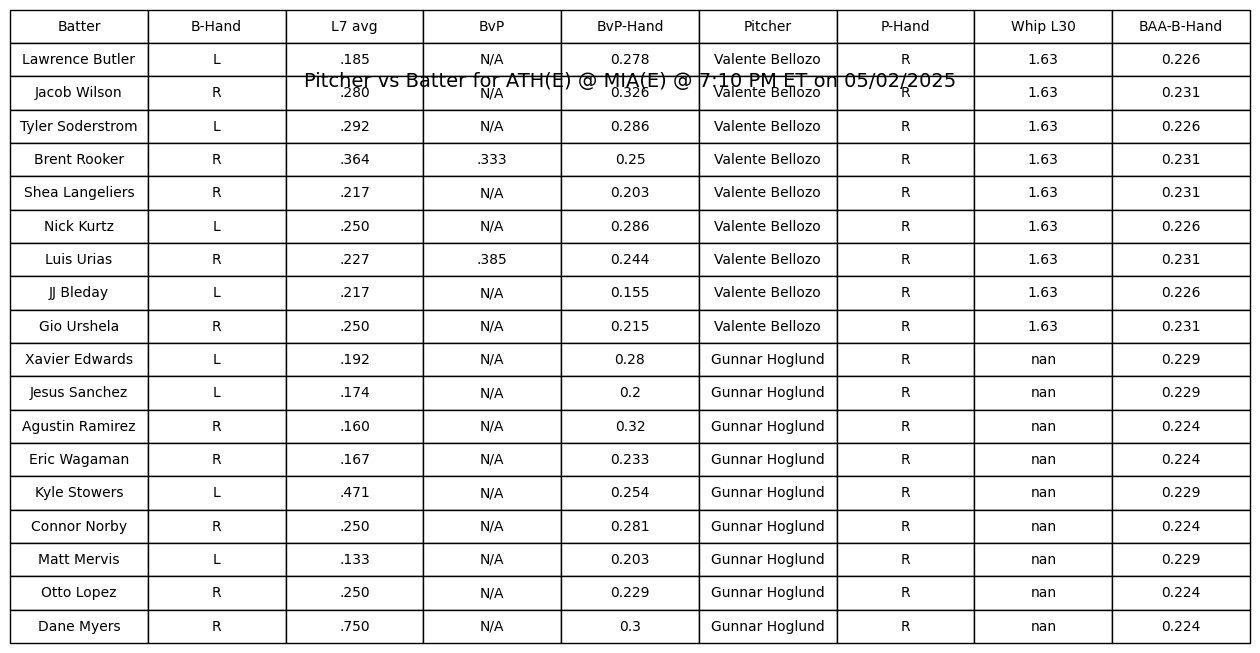 Batter B-Hand L7 avg BvP BvP-Hand Pitcher P-Hand Whip L30 BAA-B-Hand
Lawrence Butler L .185 N/A 0.278 Valente Bellozo R 1.63 0.226
Pitcher vs Batter for ATH(E) @ MIA(E) @ 7:10 PM ET on 05/02/2025
Jacob Wilson R .280 N/A 0.326 Valente Bellozo R 1.63 0.231
Tyler Soderstrom L .292 N/A 0.286 Valente Bellozo R 1.63 0.226
Brent Rooker R .364 .333 0.25 Valente Bellozo R 1.63 0.231
Shea Langeliers R .217 N/A 0.203 Valente Bellozo R 1.63 0.231
Nick Kurtz L .250 N/A 0.286 Valente Bellozo R 1.63 0.226
Luis Urias R .227 .385 0.244 Valente Bellozo R 1.63 0.231
JJ Bleday L .217 N/A 0.155 Valente Bellozo R 1.63 0.226
Gio Urshela R .250 N/A 0.215 Valente Bellozo R 1.63 0.231
Xavier Edwards L .192 N/A 0.28 Gunnar Hoglund R nan 0.229
Jesus Sanchez L .174 N/A 0.2 Gunnar Hoglund R nan 0.229
Agustin Ramirez R .160 N/A 0.32 Gunnar Hoglund R nan 0.224
Eric Wagaman R .167 N/A 0.233 Gunnar Hoglund R nan 0.224
Kyle Stowers L .471 N/A 0.254 Gunnar Hoglund R nan 0.229
Connor Norby R .250 N/A 0.281 Gunnar Hoglund R nan 0.224
Matt Mervis L .133 N/A 0.203 Gunnar Hoglund R nan 0.229
Otto Lopez R .250 N/A 0.229 Gunnar Hoglund R nan 0.224
Dane Myers R .750 N/A 0.3 Gunnar Hoglund R nan 0.224